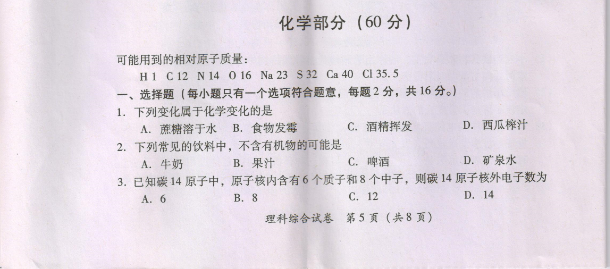 化学部分（60 分）
可能用到的相对原子质量：
H 1 C 12 N 14 O 16 Na 23 S 32 Ca 40 Cl 35.5
一、选择题（每小题只有一个选项符合题意，每题 2 分，共 16 分。）
1．下列变化属于化学变化的是
A．蔗糖溶于水 B．食物发霉 C．酒精挥发 D．西瓜榨汁
2．下列常见的饮料中，不含有机物的可能是
A．牛奶 B．果汁 C．啤酒 D．矿泉水
3．已知碳 14 原子中，原子核内含有 6 个质子和 8 个中子，则碳 14 原子核外电子数为
A．6 B．8 C．12 D．14
理科综合试卷 第 5 页（共 8 页）